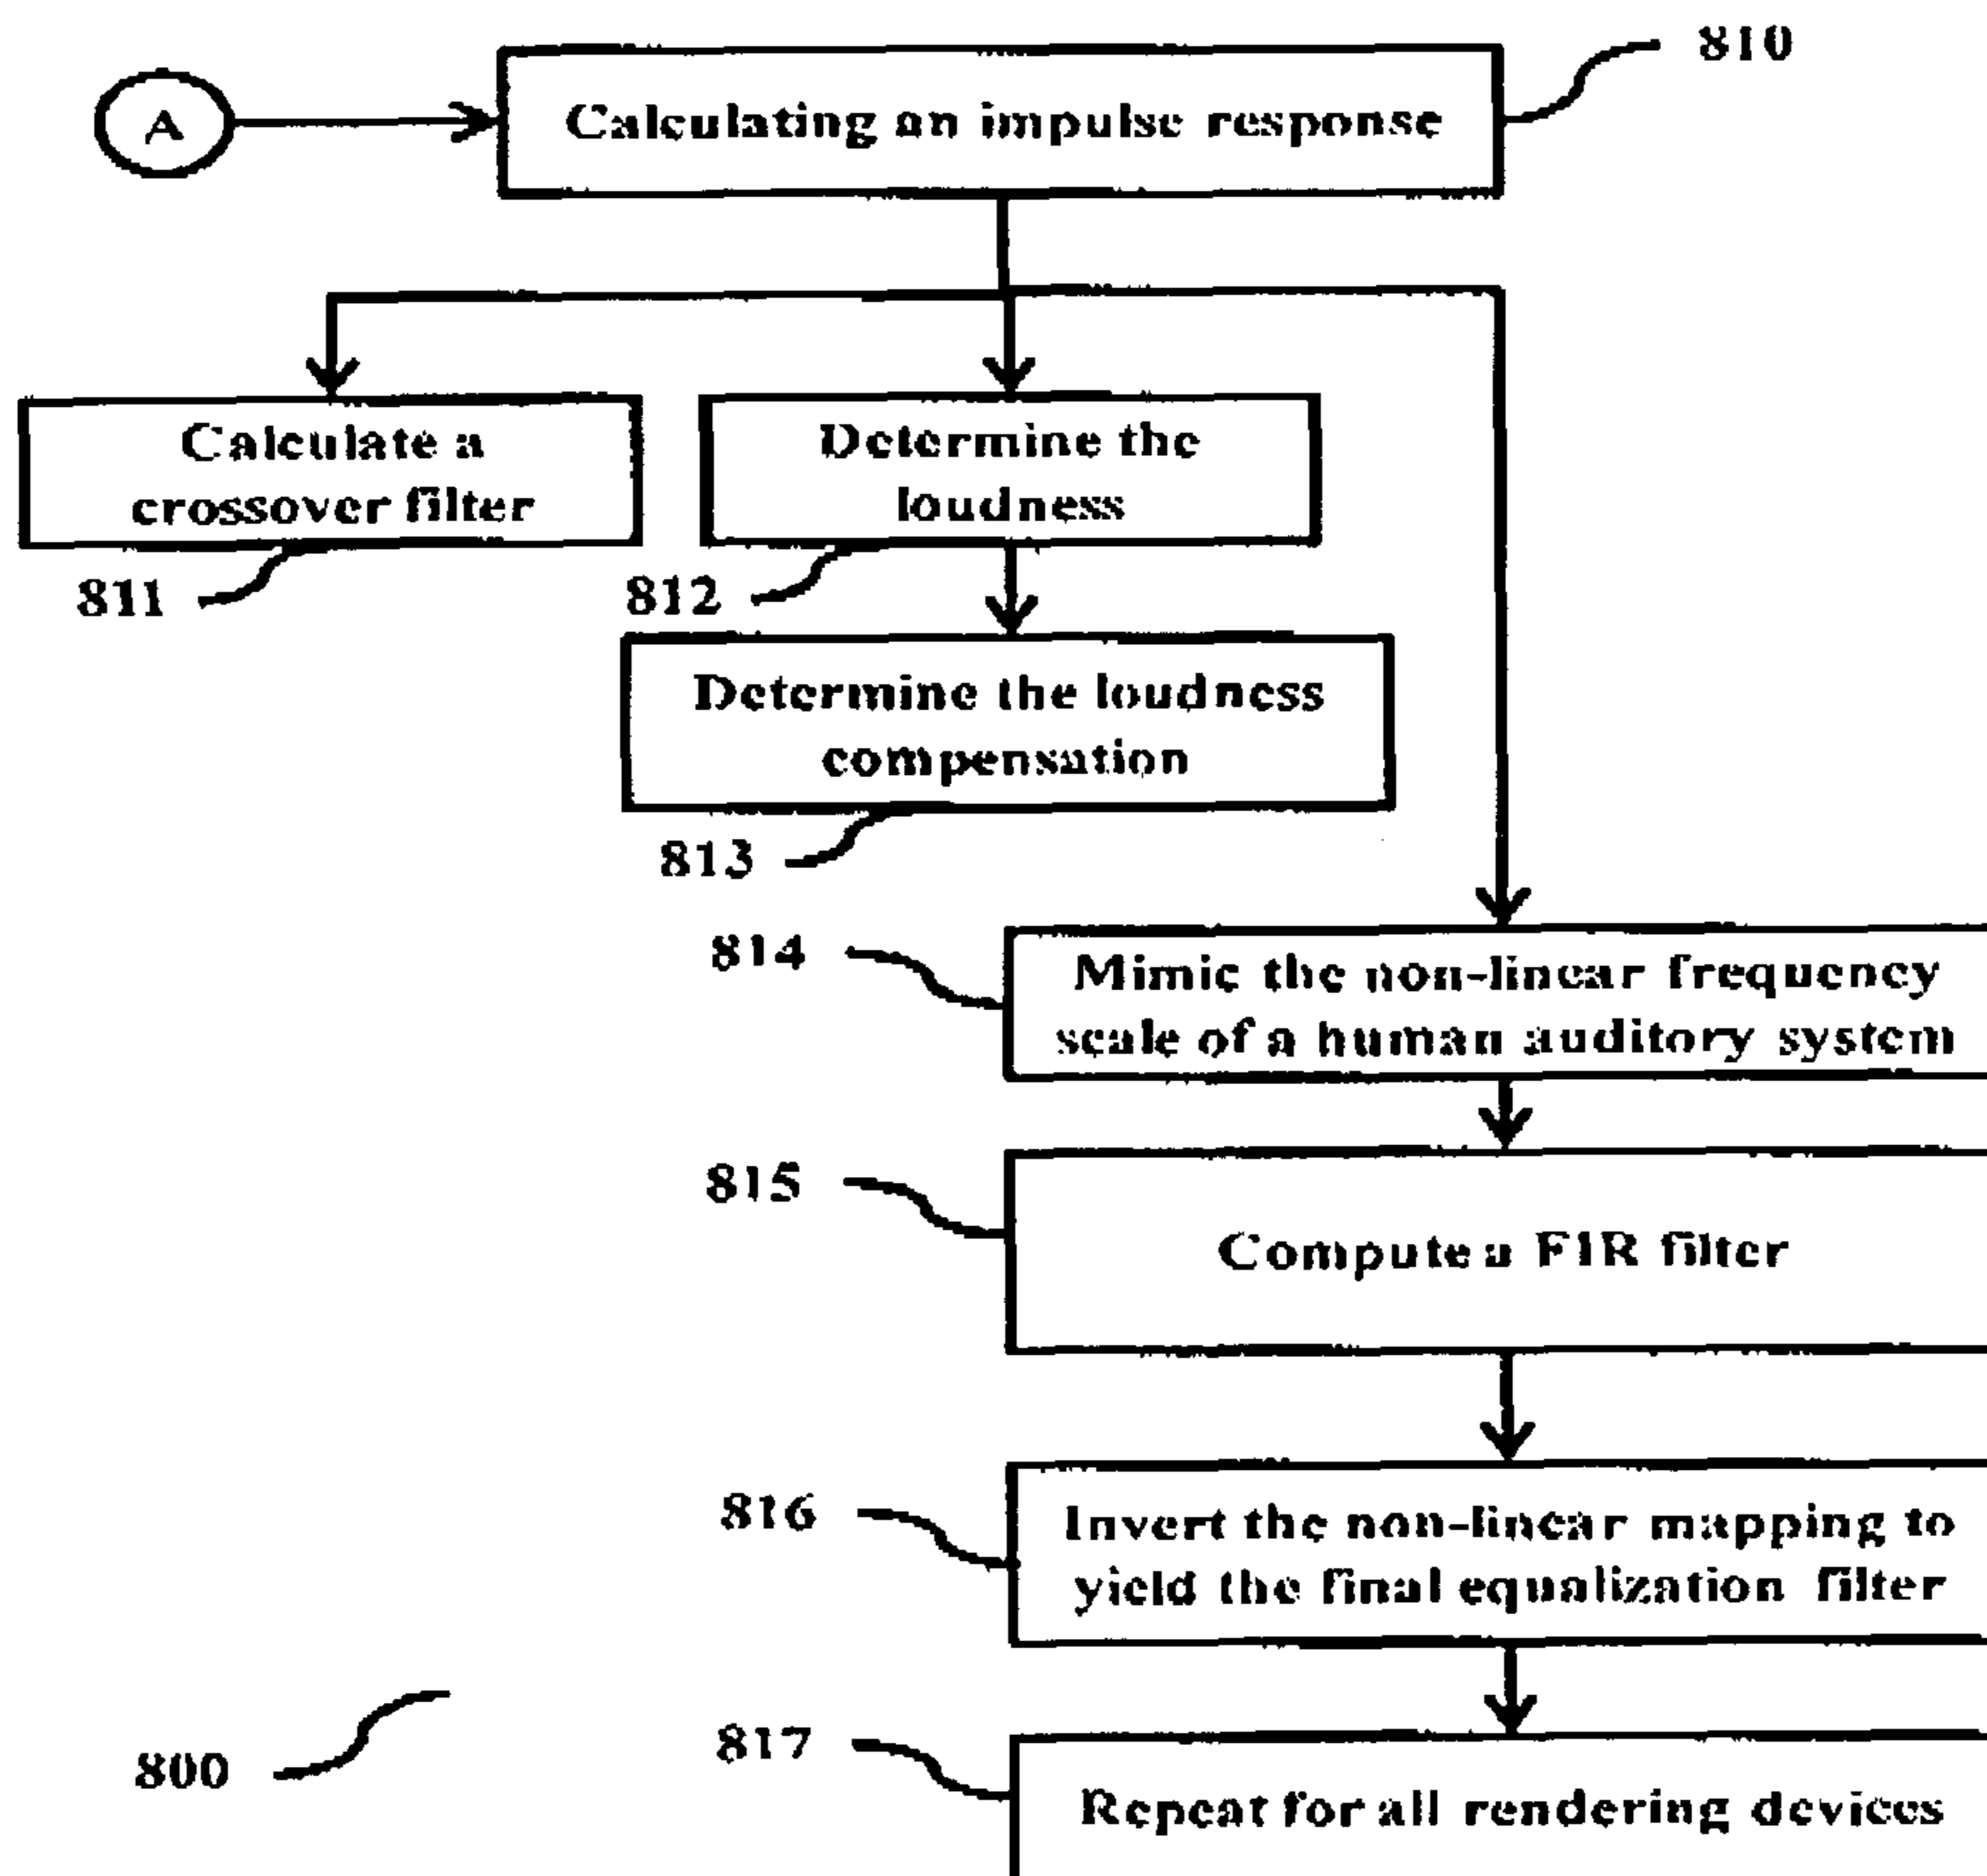 810
A
Calculating an impulse response
Calculate a
crossover filter
Determine the
loudness
811
812
Determine the loudness
compensation
813
814
Mimic the non-linear frequency
scale of a human auditory system
815
Compute a FIR filter
816
Invert the non-linear mapping to
yield the final equalization filter
817
800
Repeat for all rendering devices